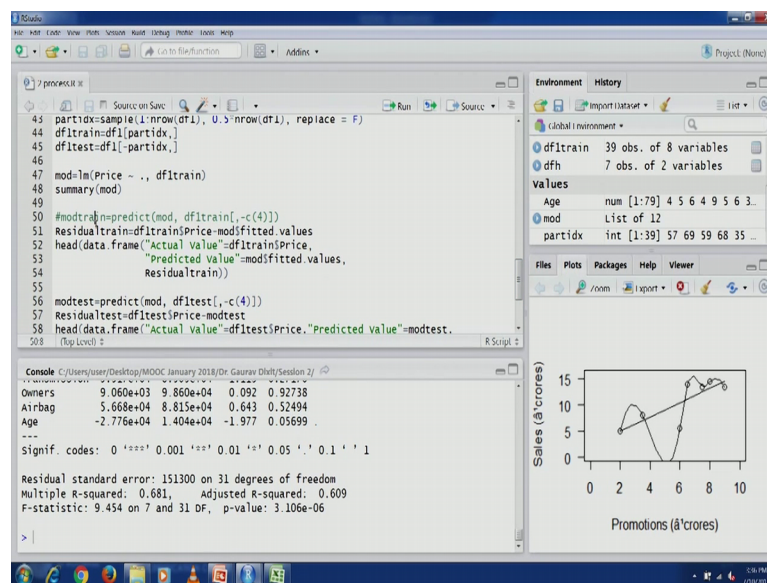 RStudio
File Edit Code View Plots Session Build Debug Profile Tools Help
Go to file/function
Addins
Project: (None)
2 process.R
Source on Save
Run
Source
43 partidx=sample(1:nrow(df1), 0.5*nrow(df1), replace = F)
44 df1train=df1[partidx,]
45 df1test=df1[-partidx,]
46
47 mod=lm(Price ~ ., df1train)
48 summary(mod)
49
50 #modtrain=predict(mod, df1train[,-c(4)])
51 Residualtrain=df1train$Price-mod$fitted.values
52 head(data.frame("Actual Value"=df1train$Price,
53 "Predicted Value"=mod$fitted.values,
54 Residualtrain))
55
56 modtest=predict(mod, df1test[,-c(4)])
57 Residualtest=df1test$Price-modtest
58 head(data.frame("Actual Value"=df1test$Price,"Predicted Value"=modtest,
50:8 (Top Level) R Script
Console C:/Users/user/Desktop/MOOC January 2018/Dr. Gaurav Dixit/Session 2/
Owners 9.060e+03 9.860e+04 0.092 0.92738
Airbag 5.668e+04 8.815e+04 0.643 0.52494
Age -2.776e+04 1.404e+04 -1.977 0.05699 .
---
Signif. codes: 0 '***' 0.001 '**' 0.01 '*' 0.05 '.' 0.1 ' ' 1
Residual standard error: 151300 on 31 degrees of freedom
Multiple R-squared: 0.681, Adjusted R-squared: 0.609
F-statistic: 9.454 on 7 and 31 DF, p-value: 3.106e-06
>
Environment History
Import Dataset
List
Global Environment
df1train 39 obs. of 8 variables
dfh 7 obs. of 2 variables
Values
Age num [1:79] 4 5 6 4 9 5 6 3…
mod List of 12
partidx int [1:39] 57 69 59 68 35 …
Files Plots Packages Help Viewer
Zoom Export
Sales (â¹crores)
15
10
5
0
0 2 4 6 8 10
Promotions (â¹crores)